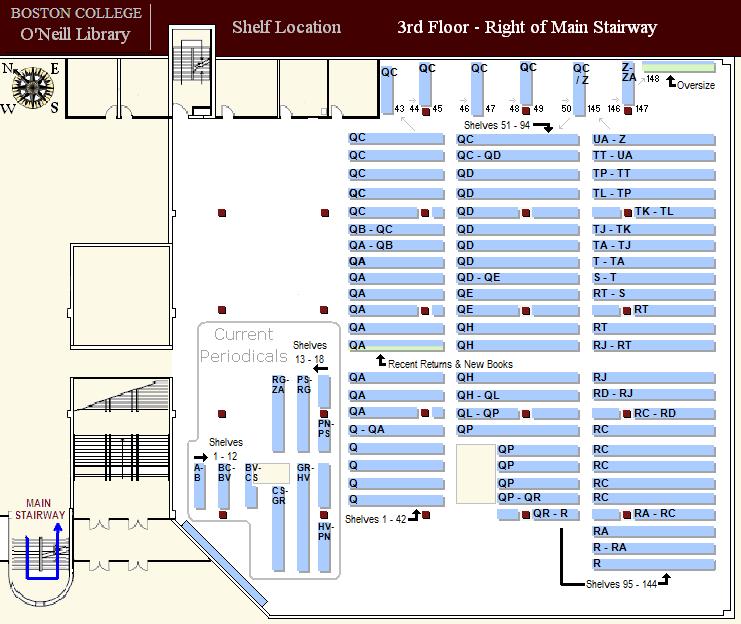 BOSTON COLLEGE
O'Neill Library
Shelf Location
3rd Floor - Right of Main Stairway
N
E
W
S
QC
QC
QC
QC
QC
/ Z
Z-
ZA
148
Oversize
43
44
45
46
47
48
49
50
145
146
147
Shelves 51 - 94
QC
QC
QC
QC
QC
QB - QC
QA - QB
QA
QA
QA
QA
QA
Recent Returns & New Books
QA
QA
QA
Q - QA
Q
Q
Q
Q
Shelves 1 - 42
QC
QC - QD
QD
QD
QD
QD
QD
QD
QD - QE
QE
QE
QH
QH
QH
QH - QL
QL - QP
QP
QP
QP
QP
QP - QR
QR - R
UA - Z
TT - UA
TP - TT
TL - TP
TK - TL
TJ - TK
TA - TJ
T - TA
S - T
RT - S
RT
RT
RJ - RT
RJ
RD - RJ
RC - RD
RC
RC
RC
RC
RA - RC
RA
R - RA
R
Shelves 95 - 144
Current
Periodicals
Shelves
13 - 18
RG-
ZA
PS-
RG
PN-
PS
Shelves
1 - 12
A-
B
BC-
BV
BV-
CS
CS-
GR
GR-
HV
HV-
PN
MAIN
STAIRWAY